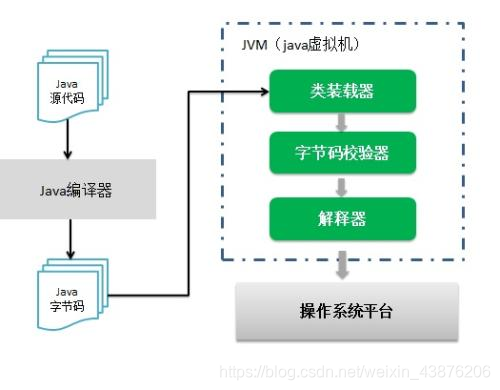 Java
源代码
Java编译器
Java
字节码
JVM（java虚拟机）
类装载器
字节码校验器
解释器
操作系统平台
https://blog.csdn.net/weixin_43876206